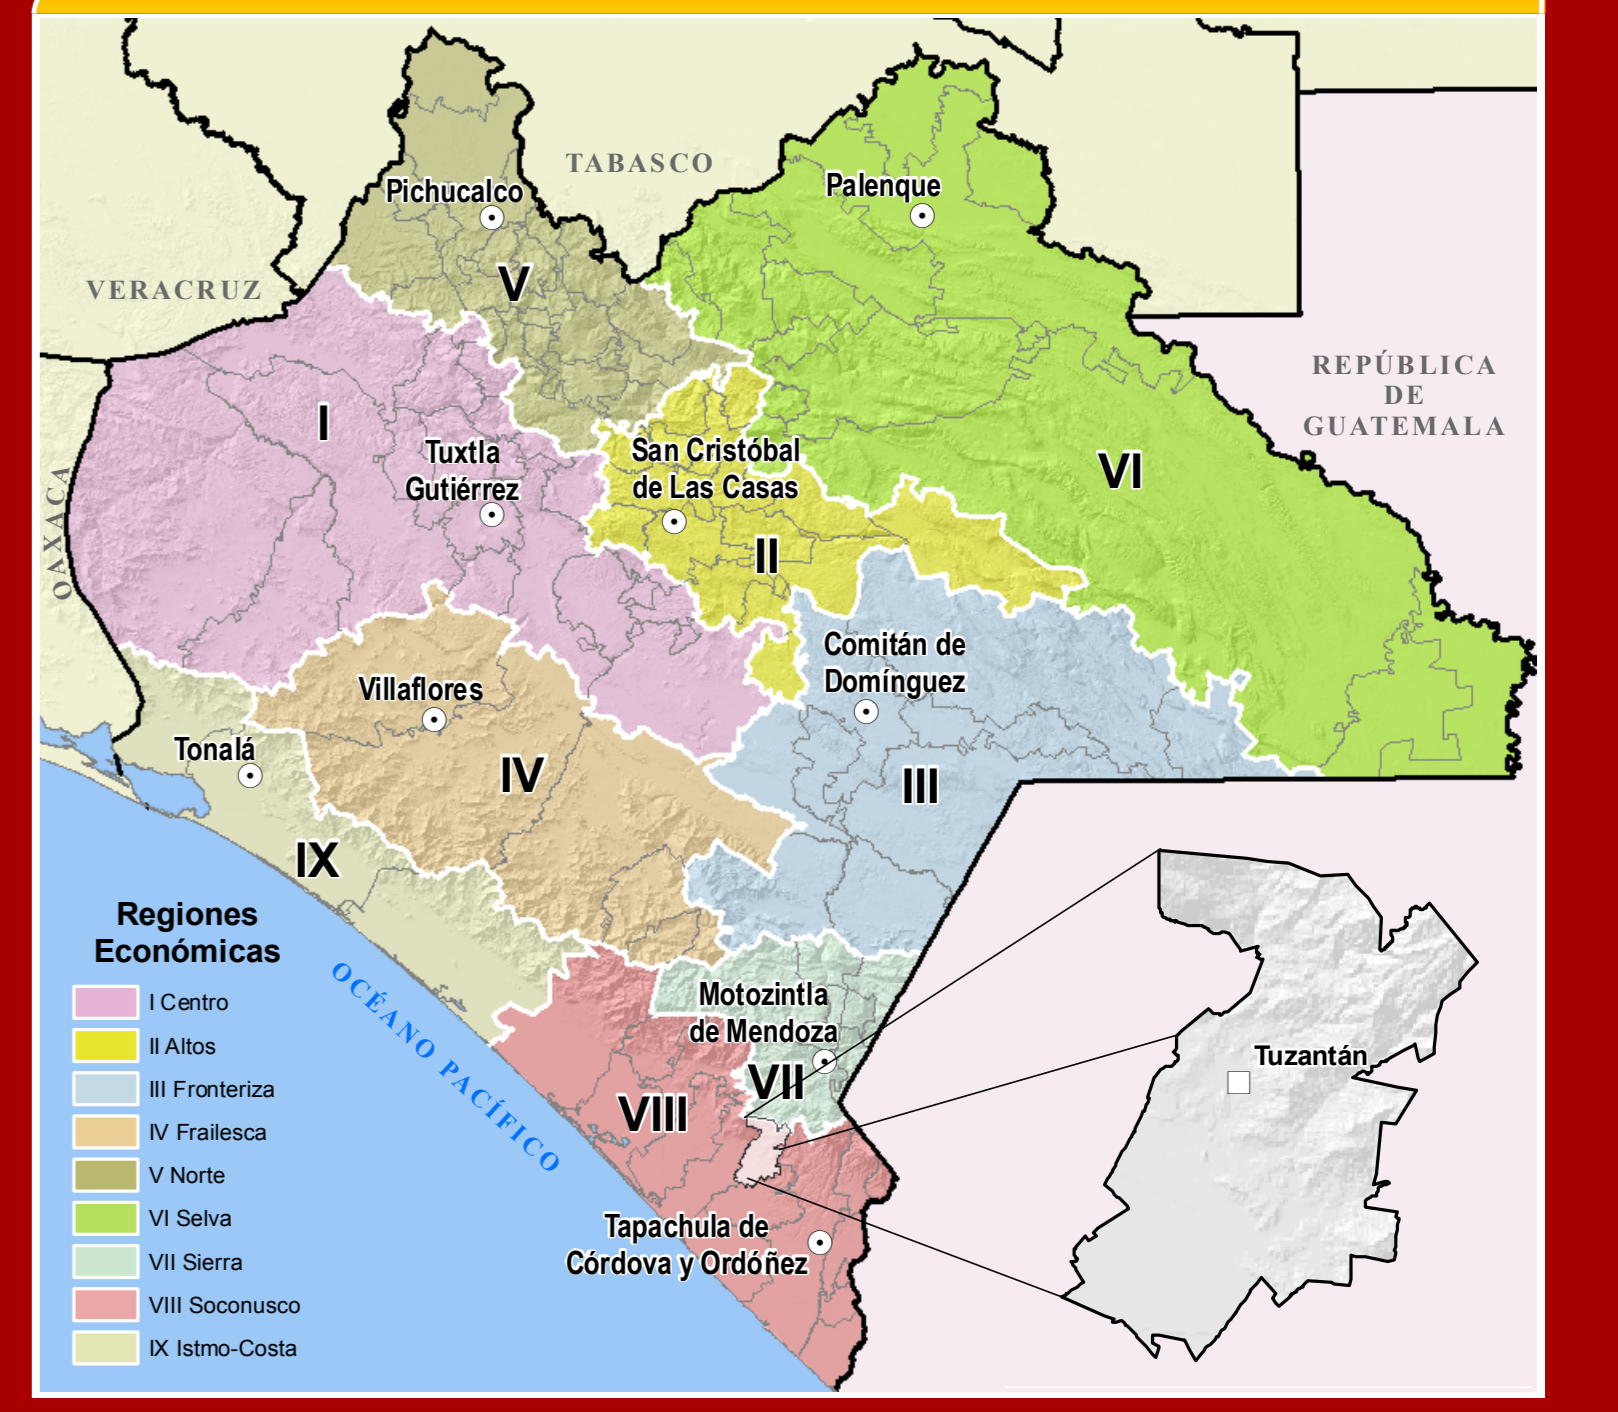 TABASCO
Pichucalco
Palenque
V
VERACRUZ
REPÚBLICA
DE
GUATEMALA
I
Tuxtla
Gutiérrez
San Cristóbal
de Las Casas
VI
OAXACA
II
Comitán de
Domínguez
Villaflores
Tonalá
IV
III
IX
Regiones
Económicas
I Centro
II Altos
III Fronteriza
IV Frailesca
V Norte
VI Selva
VII Sierra
VIII Soconusco
IX Istmo-Costa
OCÉANO PACÍFICO
Motozintla
de Mendoza
VII
VIII
Tuzantán
Tapachula de
Córdova y Ordóñez